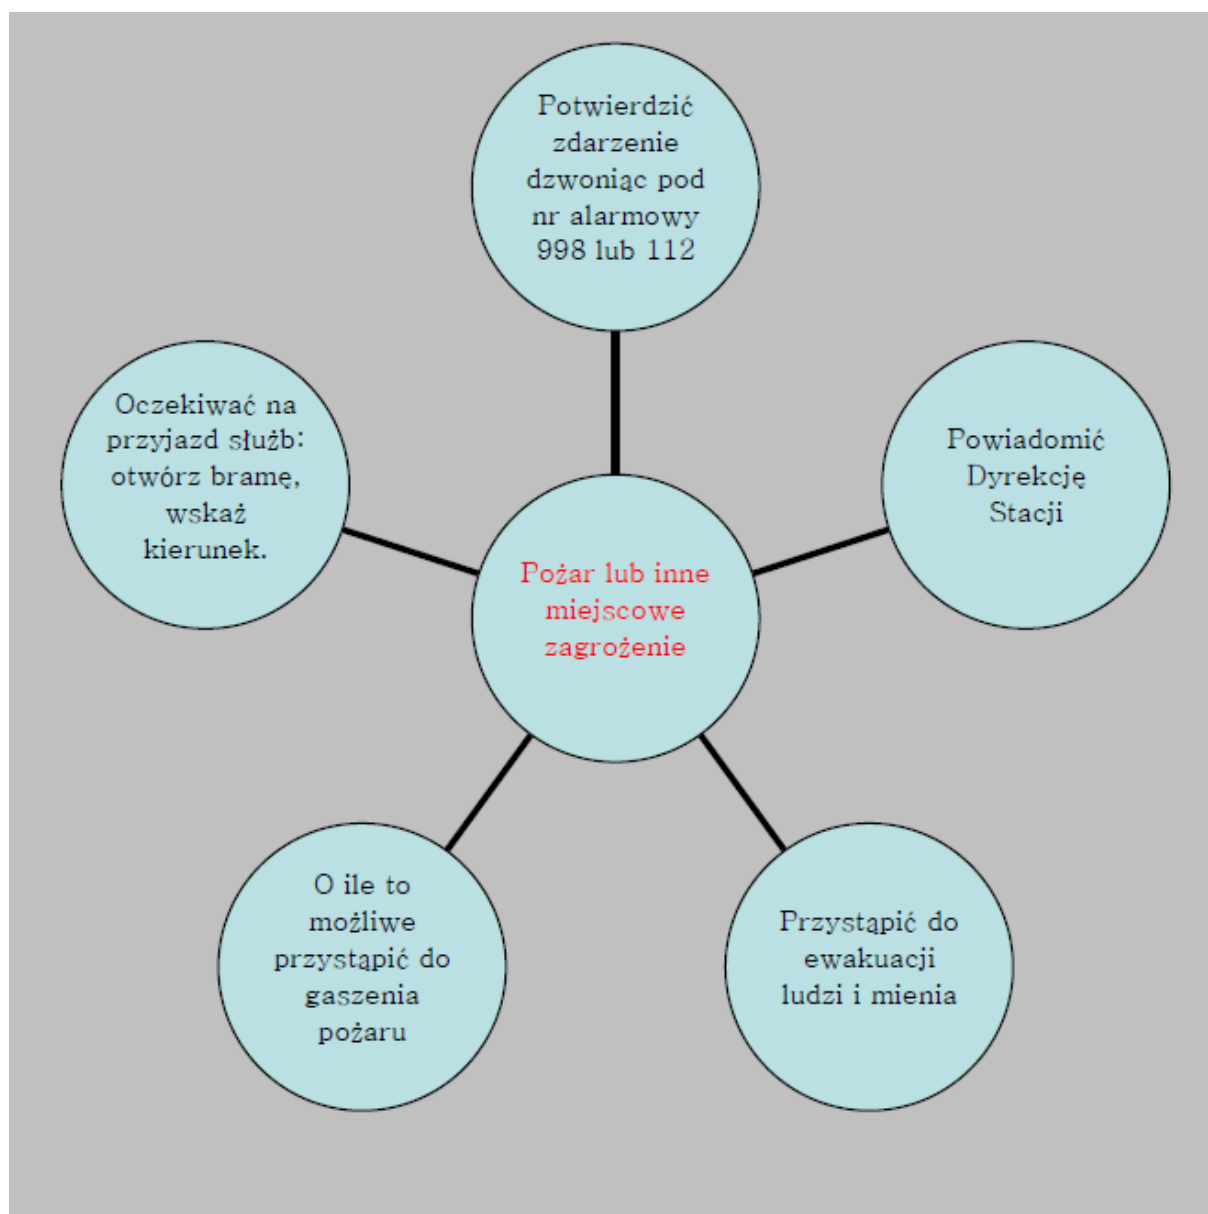 Potwierdzić
zdarzenie
dzwoniąc pod
nr alarmowy
998 lub 112
Powiadomić
Dyrekcję
Stacji
Przystąpić do
ewakuacji
ludzi i mienia
O ile to
możliwe
przystąpić do
gaszenia
pożaru
Oczekiwać na
przyjazd służb:
otwórz bramę,
wskaż
kierunek.
Pożar lub inne
miejscowe
zagrożenie